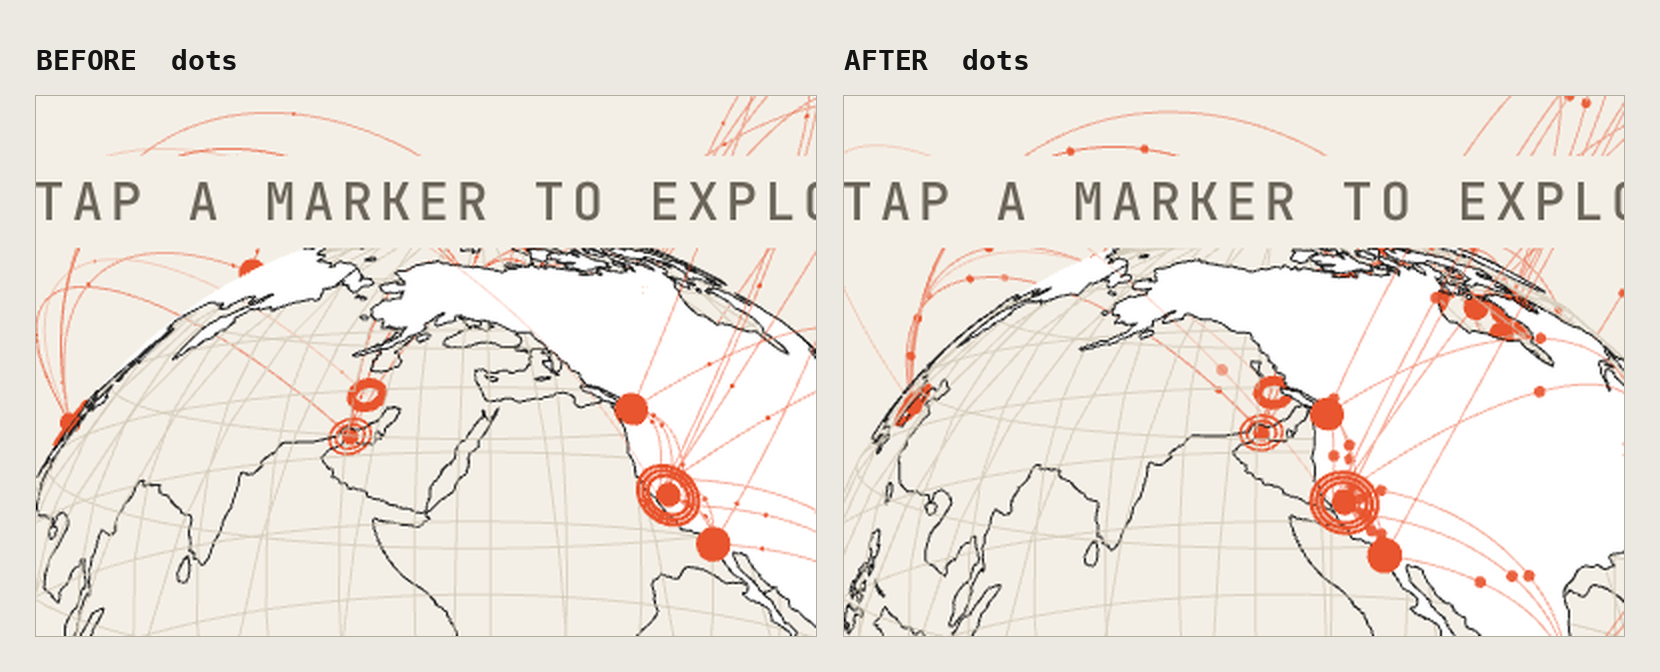 BEFORE dots
AFTER dots
TAP A MARKER TO EXPLO
TAP A MARKER TO EXPLO